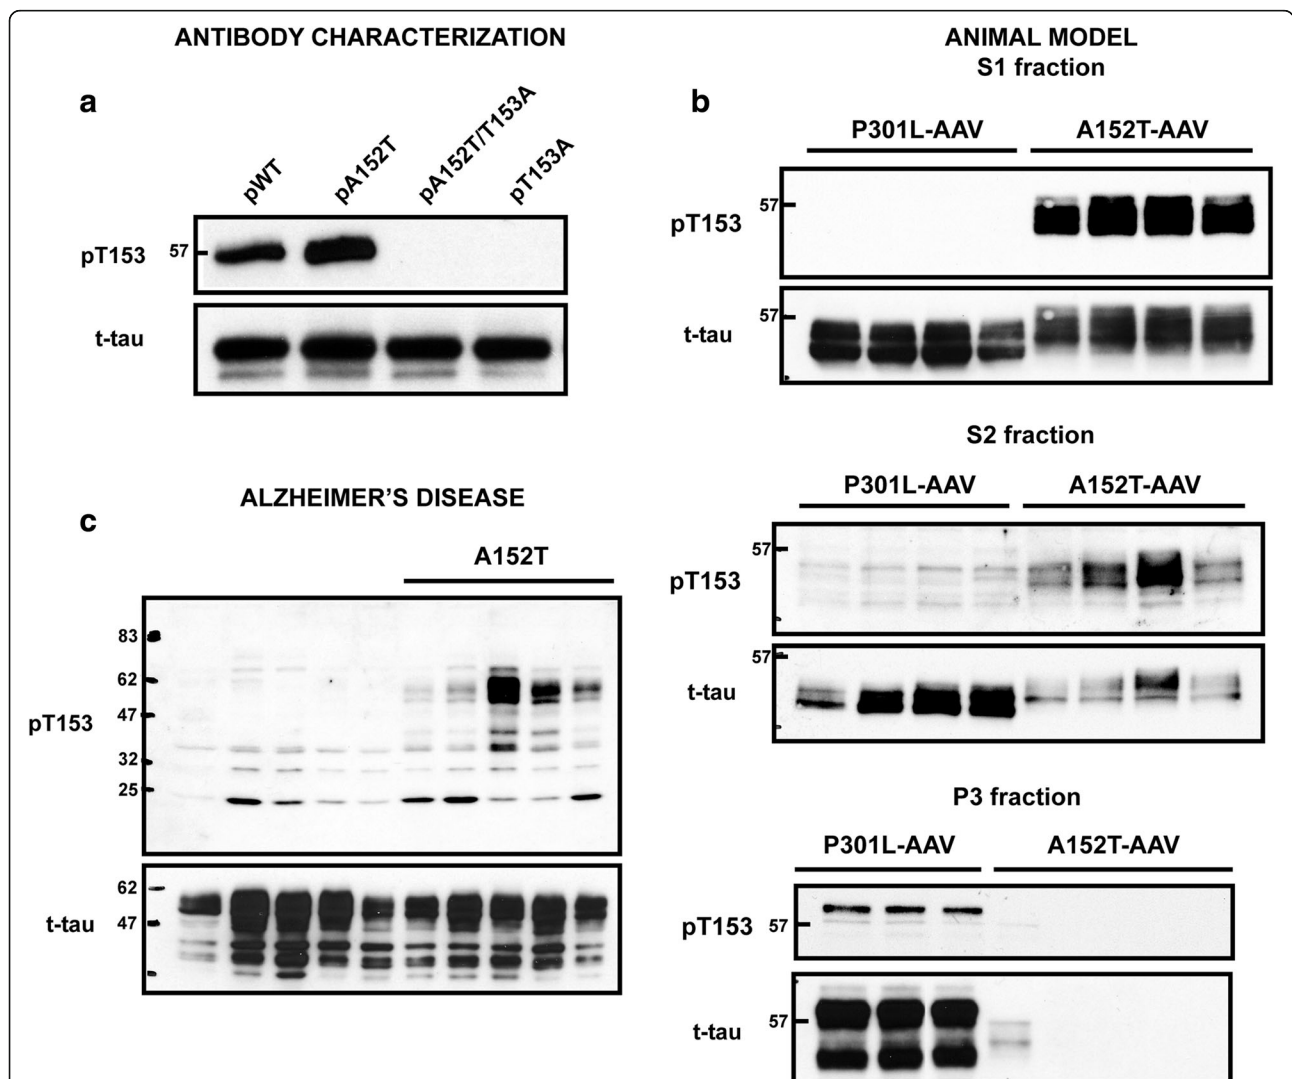 ANTIBODY CHARACTERIZATION
a
pWT
pA152T
pA152T/T153A
pT153A
pT153
57
t-tau
ANIMAL MODEL
S1 fraction
b
P301L-AAV
A152T-AAV
57
pT153
57
t-tau
S2 fraction
P301L-AAV
A152T-AAV
57
pT153
57
t-tau
P3 fraction
P301L-AAV
A152T-AAV
pT153
57
57
t-tau
ALZHEIMER’S DISEASE
c
A152T
83
62
47
pT153
32
25
62
47
t-tau